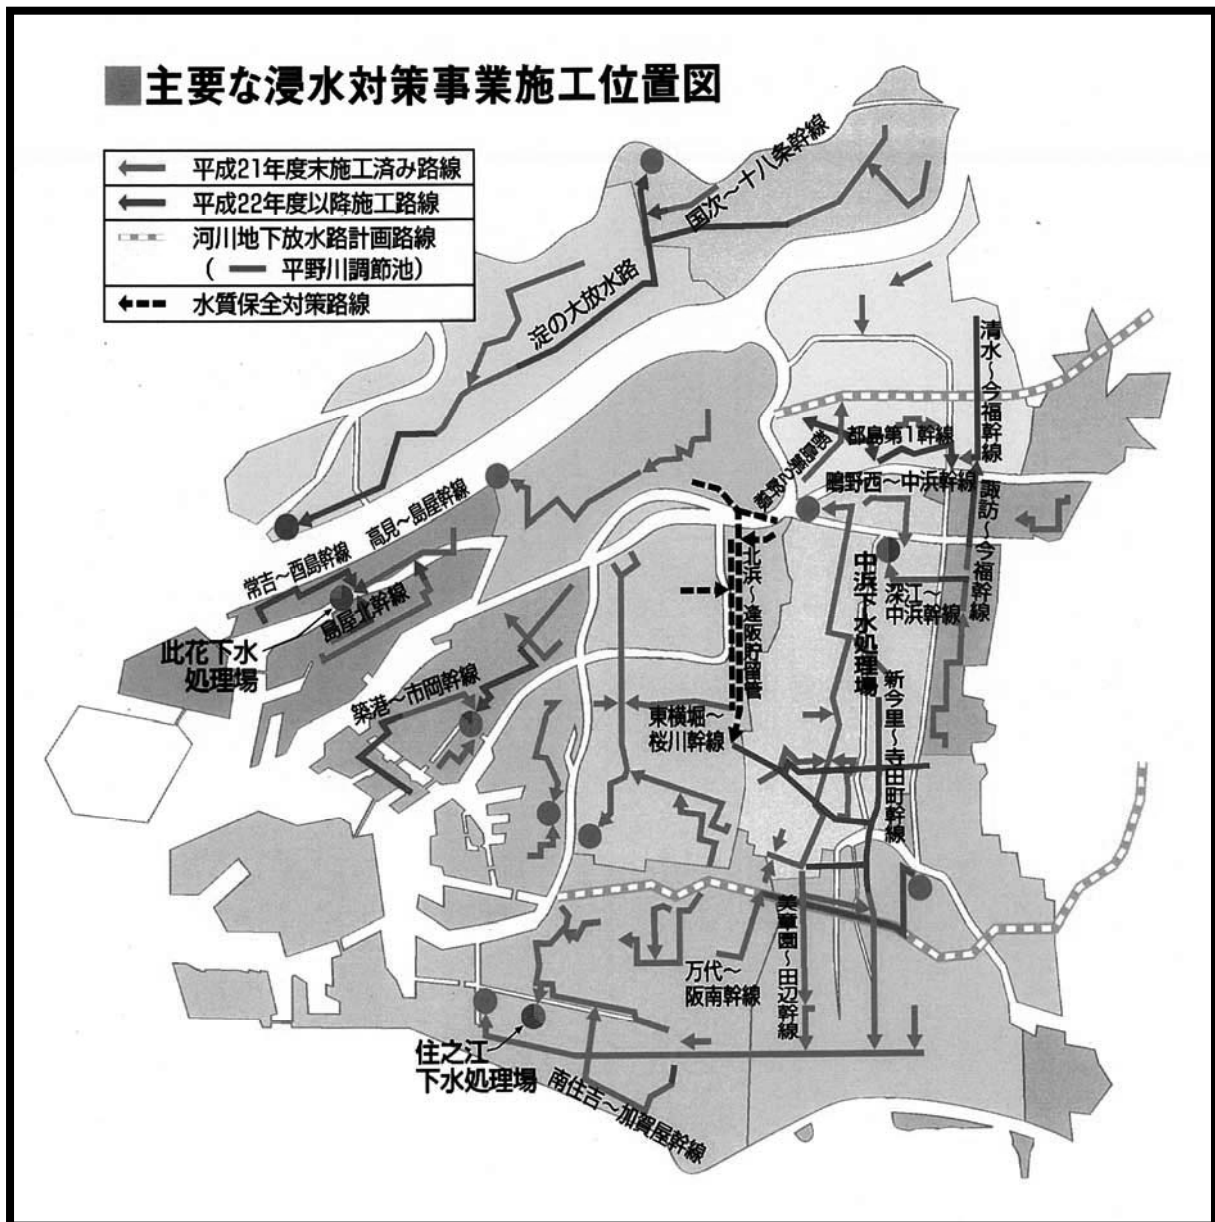 ■主要な浸水対策事業施工位置図
平成21年度末施工済み路線
平成22年度以降施工路線
河川地下放水路計画路線
( 平野川調節池)
水質保全対策路線
国次～十八条幹線
淀の大放水路
清水～今福幹線
都島第1幹線
都島第2幹線
鴫野西～中浜幹線
諏訪～今福幹線
高見～島屋幹線
常吉～酉島幹線
島屋北幹線
此花下水
処理場
北浜～逢阪貯留管
中浜下水処理場
深江～
中浜幹線
新今里～寺田町幹線
築港～市岡幹線
東横堀～
桜川幹線
美章園～田辺幹線
万代～
阪南幹線
住之江
下水処理場
南住吉～加賀屋幹線